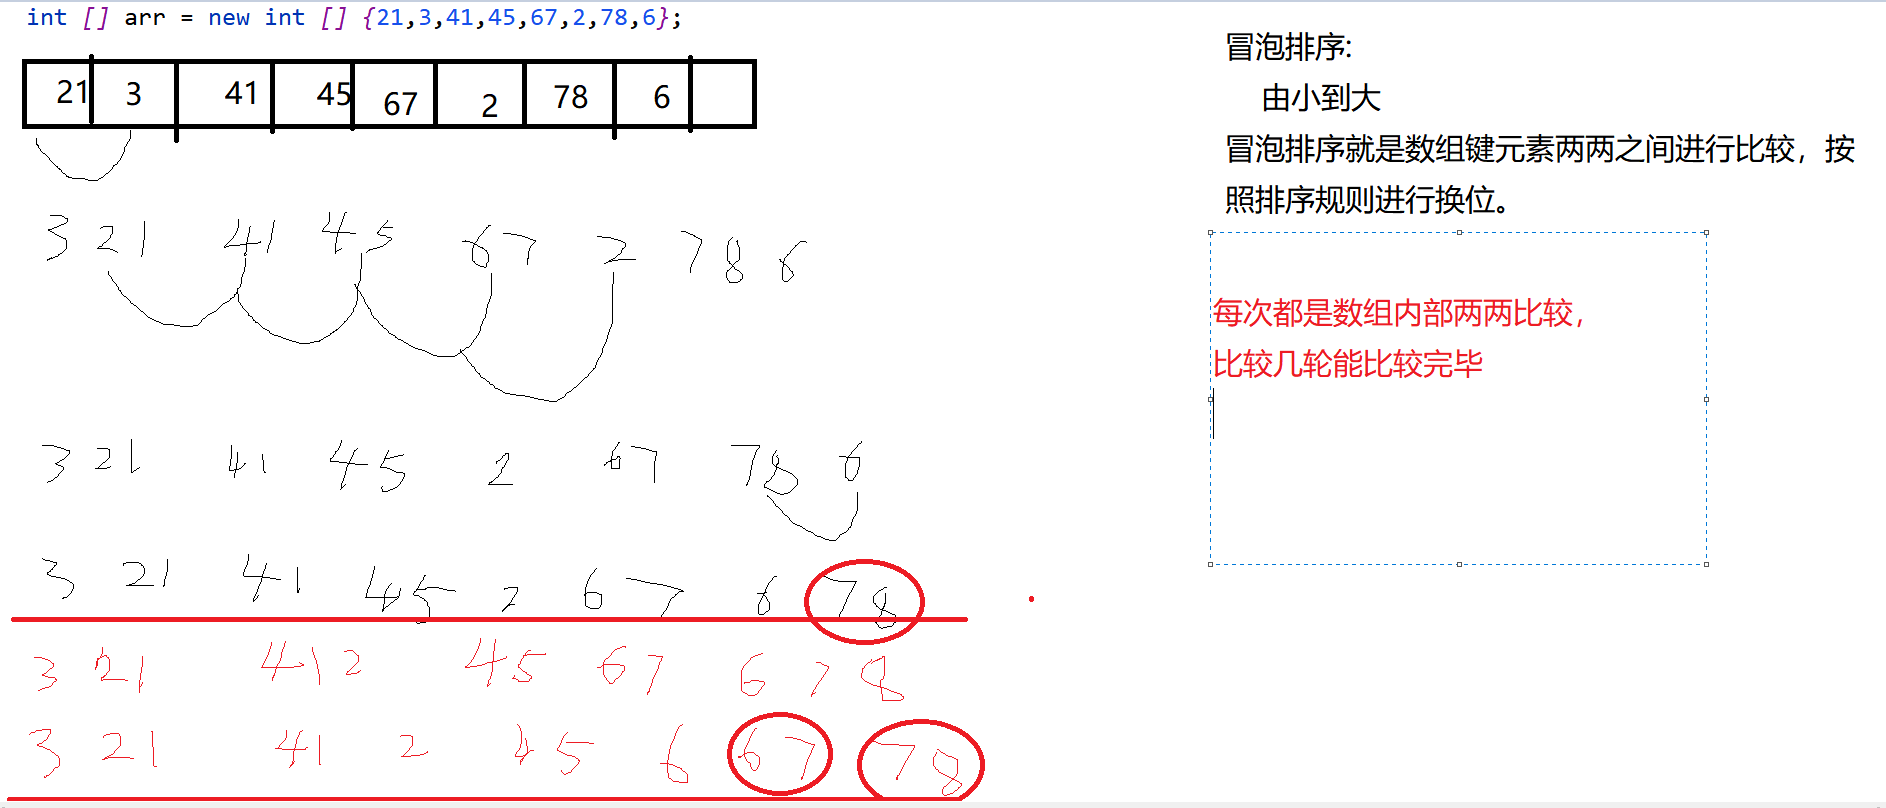 int [] arr = new int [] {21,3,41,45,67,2,78,6};
21 3 41 45 67 2 78 6
3 21 41 45 67 2 78 6
3 21 41 45 2 67 78 6
3 21 41 45 2 67 6 78
3 21 41 2 45 67 6 78
3 21 41 2 45 6 67 78
冒泡排序:
由小到大
冒泡排序就是数组键元素两两之间进行比较，按
照排序规则进行换位。
每次都是数组内部两两比较，
比较几轮能比较完毕